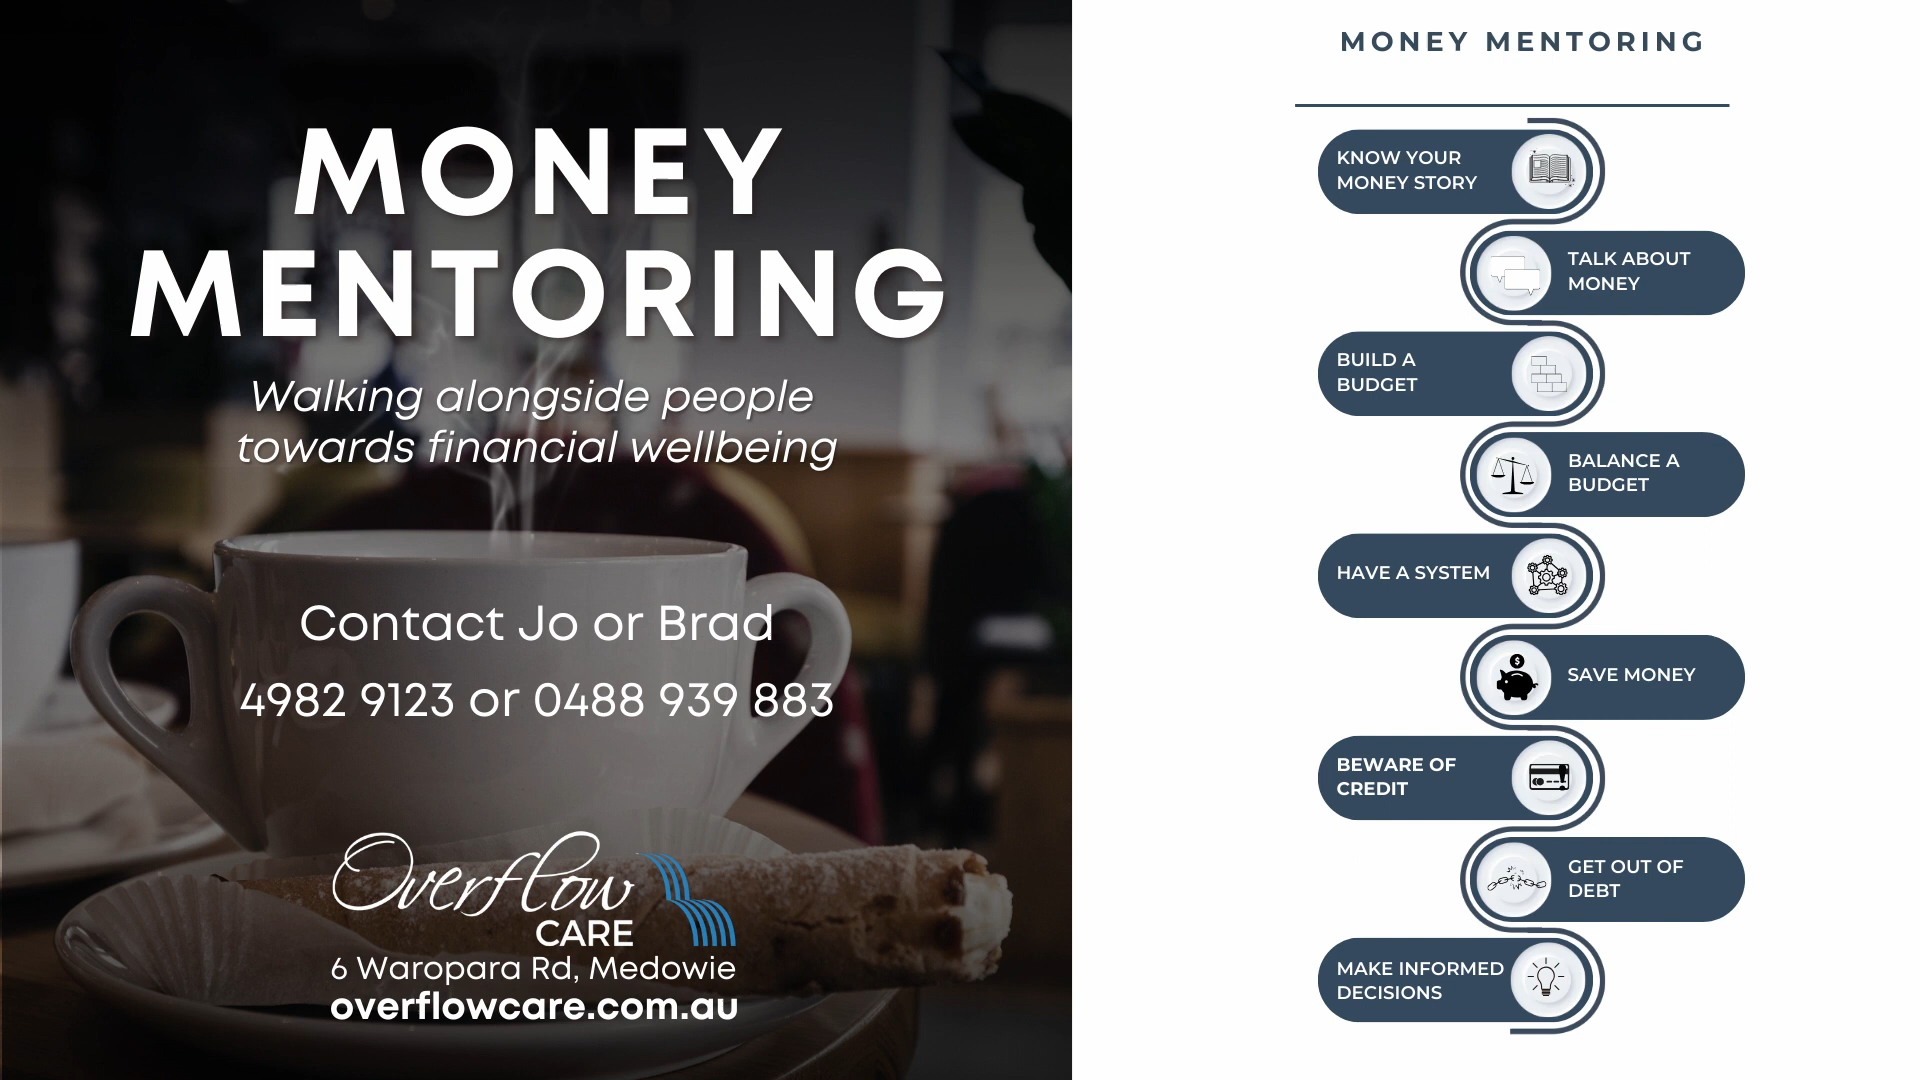 MONEY
MENTORING
Walking alongside people
towards financial wellbeing
Contact Jo or Brad
4982 9123 or 0488 939 883
Overflow
CARE
6 Waropara Rd, Medowie
overflowcare.com.au
MONEY MENTORING
KNOW YOUR
MONEY STORY
TALK ABOUT
MONEY
BUILD A
BUDGET
BALANCE A
BUDGET
HAVE A SYSTEM
$
SAVE MONEY
BEWARE OF
CREDIT
GET OUT OF
DEBT
MAKE INFORMED
DECISIONS